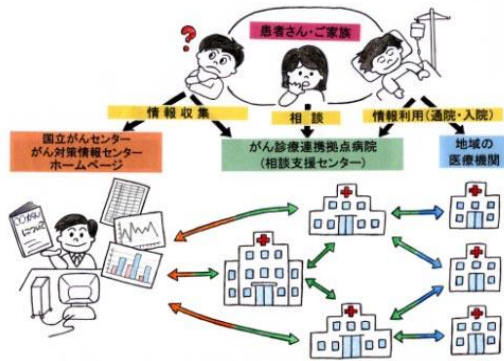 患者さん・ご家族
情報収集
相談
情報利用(通院・入院)
国立がんセンター
がん対策情報センター
ホームページ
がん診療連携拠点病院
(相談支援センター)
地域の
医療機関